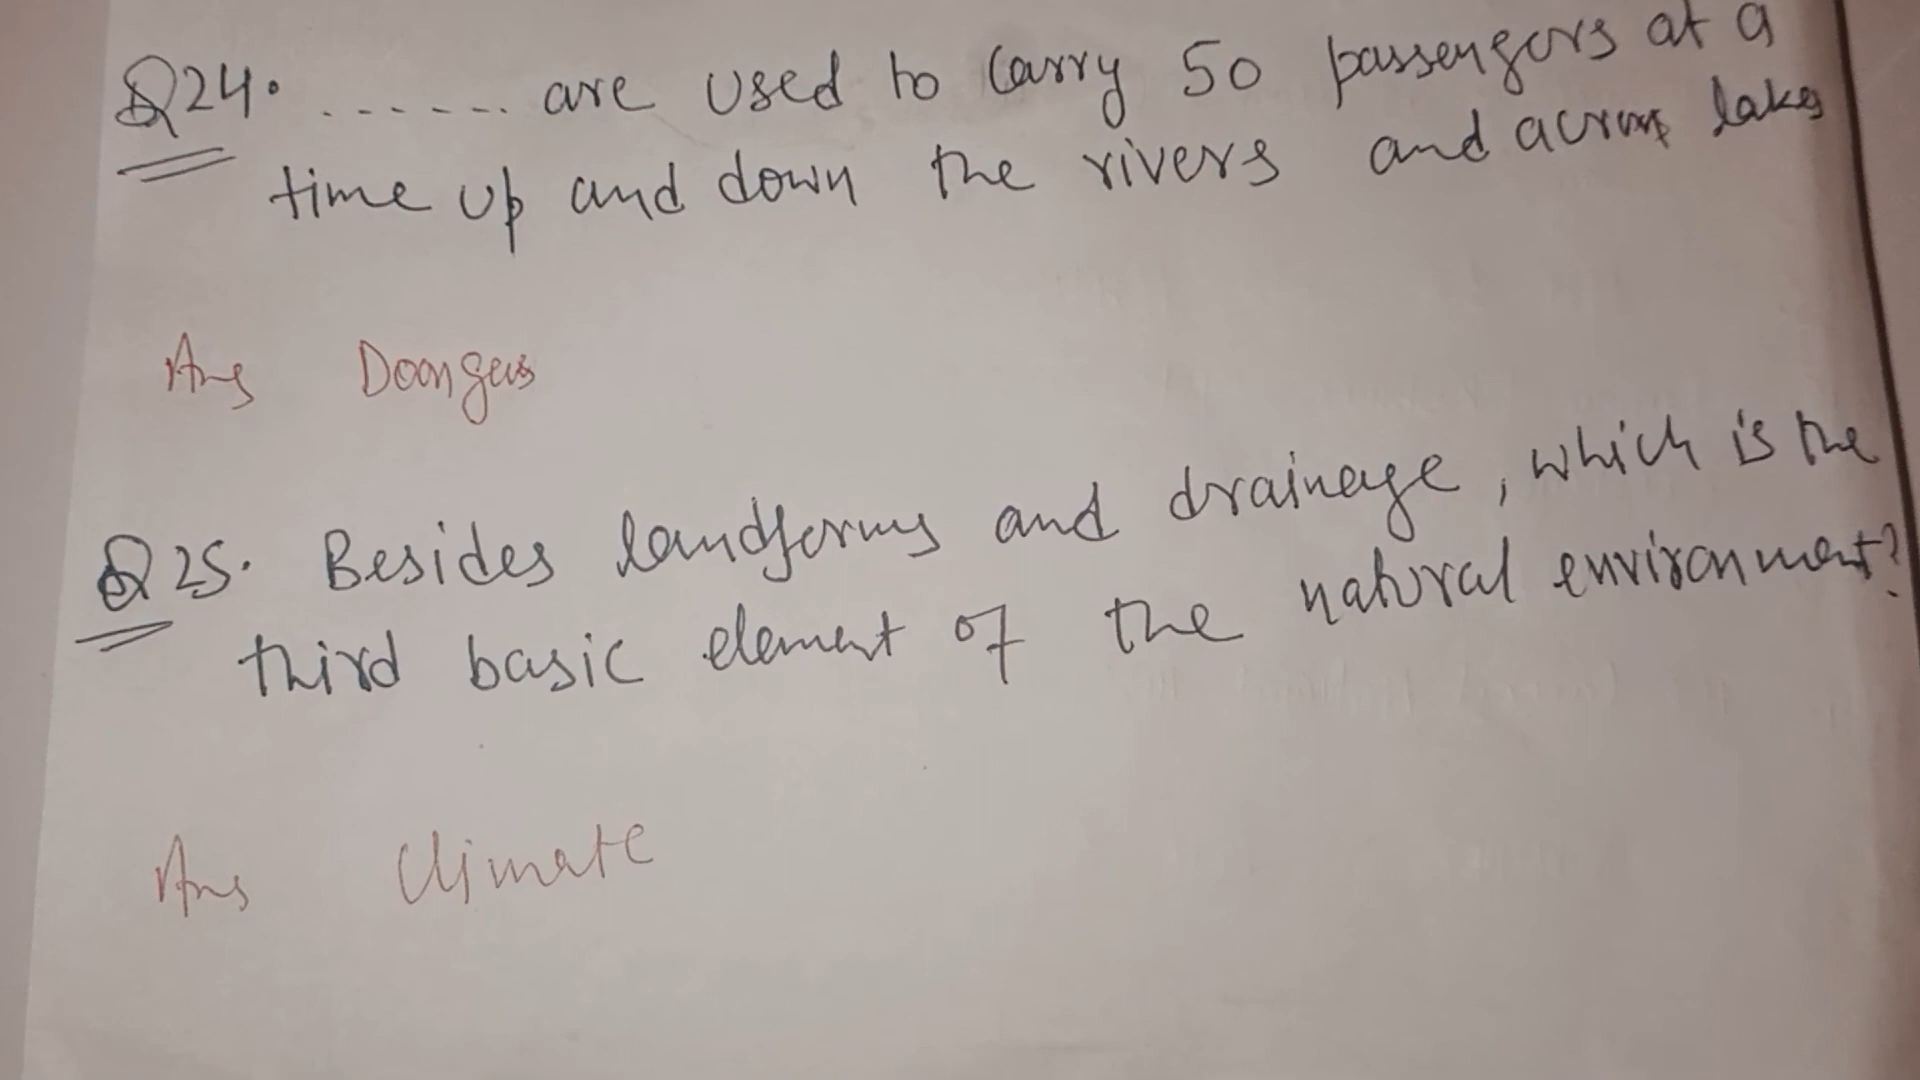 Q24. ....... are used to carry 50 passengers at a
time up and down the rivers and across lakes
Ans Doongas
Q25. Besides landforms and drainage, which is the
third basic element of the natural environment?
Ans Climate